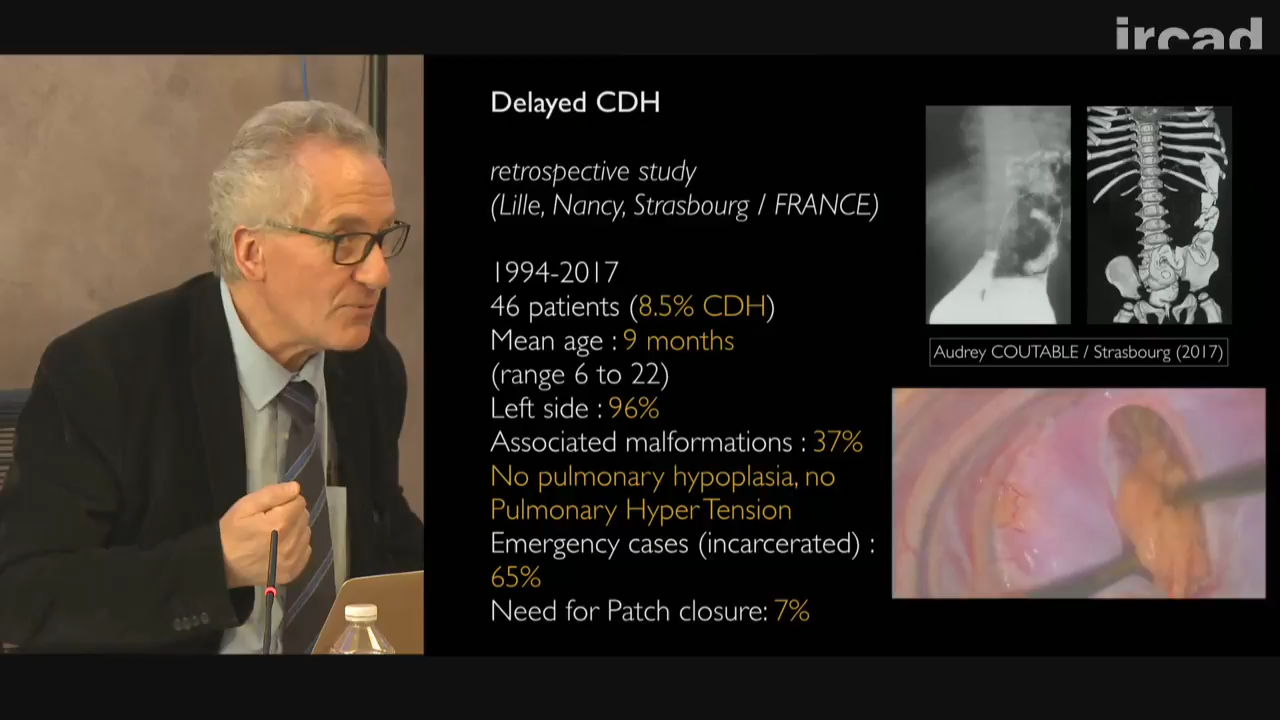 ircad
Delayed CDH
retrospective study
(Lille, Nancy, Strasbourg / FRANCE)
1994-2017
46 patients (8.5% CDH)
Mean age : 9 months
(range 6 to 22)
Left side : 96%
Associated malformations : 37%
No pulmonary hypoplasia, no
Pulmonary Hyper Tension
Emergency cases (incarcerated) :
65%
Need for Patch closure: 7%
Audrey COUTABLE / Strasbourg (2017)